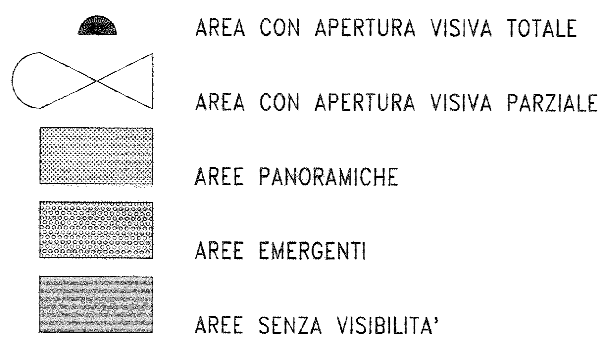 AREA CON APERTURA VISIVA TOTALE
AREA CON APERTURA VISIVA PARZIALE
AREE PANORAMICHE
AREE EMERGENTI
AREE SENZA VISIBILITA'